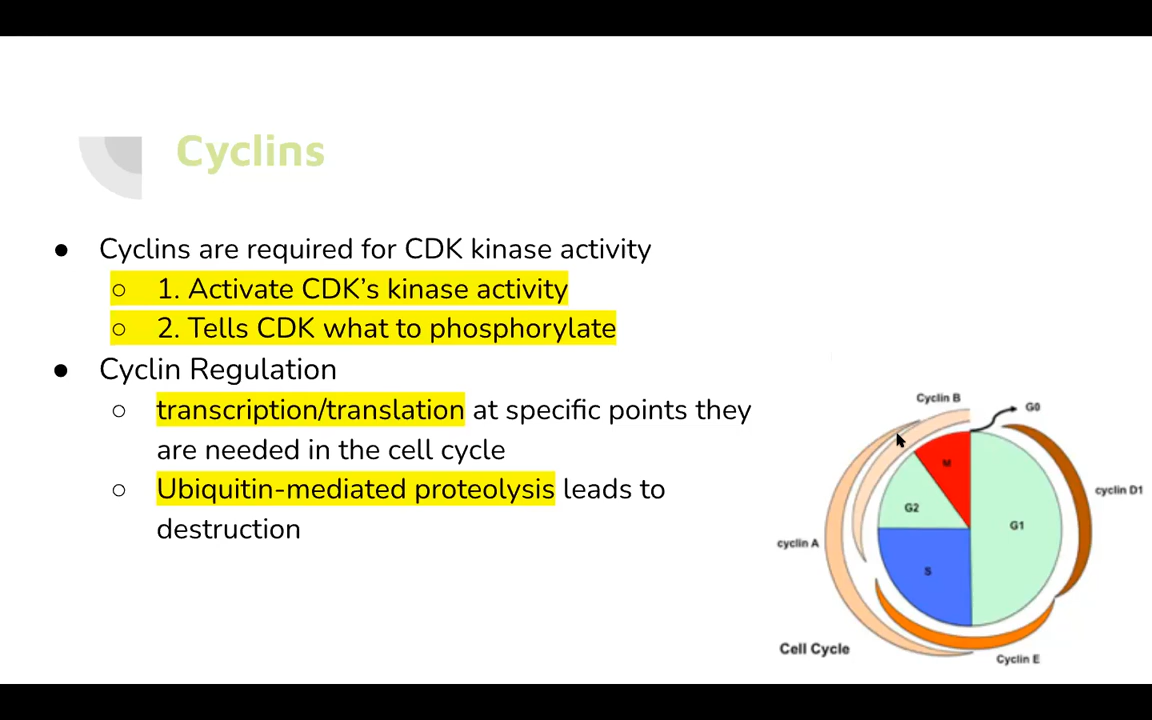 Cyclins
● Cyclins are required for CDK kinase activity
○ 1. Activate CDK’s kinase activity
○ 2. Tells CDK what to phosphorylate
● Cyclin Regulation
○ transcription/translation at specific points they
are needed in the cell cycle
○ Ubiquitin-mediated proteolysis leads to
destruction
Cyclin B
G0
M
cyclin D1
G2
G1
cyclin A
S
Cell Cycle
Cyclin E